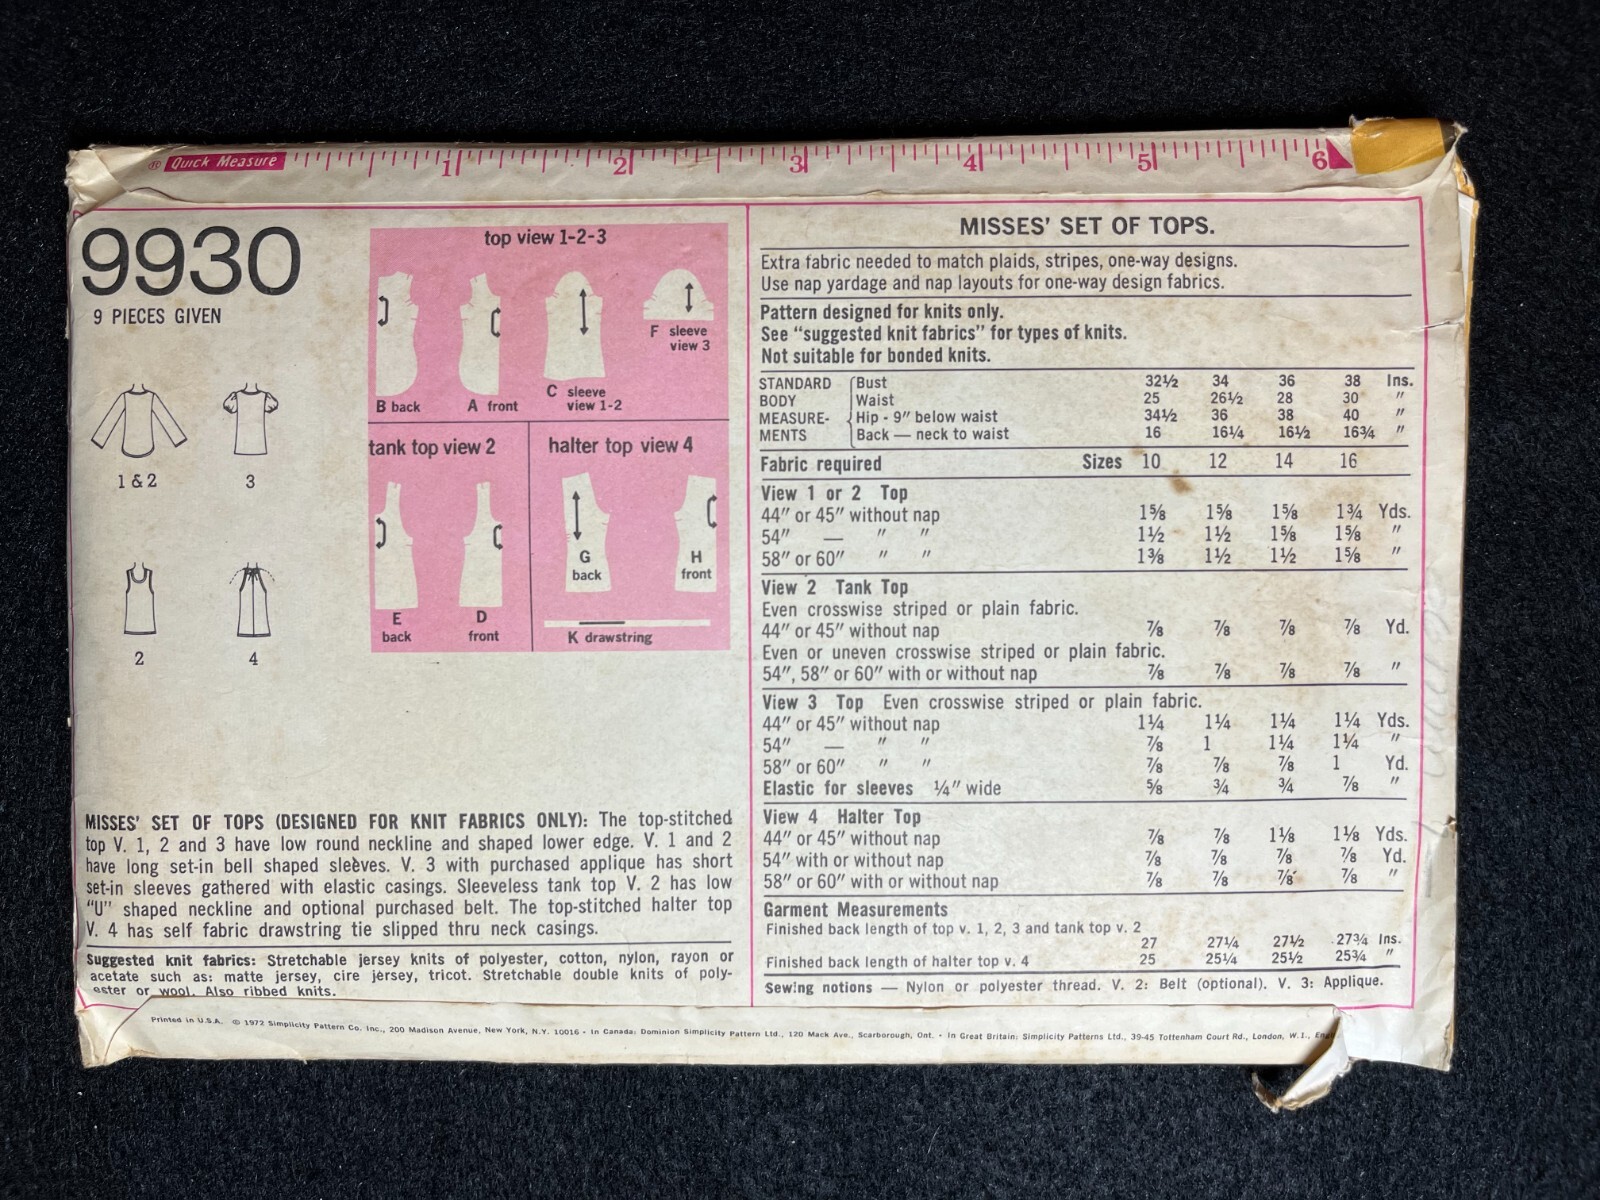 ® Quick Measure 1 2 3 4 5 6
9930
9 PIECES GIVEN
1 & 2
3
2
4
top view 1-2-3
B back
A front
C sleeve
view 1-2
F sleeve
view 3
tank top view 2
E
back
D
front
halter top view 4
G
back
H
front
K drawstring
MISSES' SET OF TOPS (DESIGNED FOR KNIT FABRICS ONLY): The top-stitched
top V. 1, 2 and 3 have low round neckline and shaped lower edge. V. 1 and 2
have long set-in bell shaped sleeves. V. 3 with purchased applique has short
set-in sleeves gathered with elastic casings. Sleeveless tank top V. 2 has low
"U" shaped neckline and optional purchased belt. The top-stitched halter top
V. 4 has self fabric drawstring tie slipped thru neck casings.
Suggested knit fabrics: Stretchable jersey knits of polyester, cotton, nylon, rayon or
acetate such as: matte jersey, cire jersey, tricot. Stretchable double knits of poly-
ester or wool. Also ribbed knits.
MISSES' SET OF TOPS.
Extra fabric needed to match plaids, stripes, one-way designs.
Use nap yardage and nap layouts for one-way design fabrics.
Pattern designed for knits only.
See "suggested knit fabrics" for types of knits.
Not suitable for bonded knits.
STANDARD Bust 32½ 34 36 38 Ins.
BODY Waist 25 26½ 28 30 "
MEASURE- Hip - 9" below waist 34½ 36 38 40 "
MENTS Back — neck to waist 16 16¼ 16½ 16¾ "
Fabric required Sizes 10 12 14 16
View 1 or 2 Top
44" or 45" without nap 1⅝ 1⅝ 1⅝ 1¾ Yds.
54" — " " 1½ 1½ 1⅝ 1⅝ "
58" or 60" " " 1⅜ 1½ 1½ 1⅝ "
View 2 Tank Top
Even crosswise striped or plain fabric.
44" or 45" without nap ⅞ ⅞ ⅞ ⅞ Yd.
Even or uneven crosswise striped or plain fabric.
54", 58" or 60" with or without nap ⅞ ⅞ ⅞ ⅞ "
View 3 Top Even crosswise striped or plain fabric.
44" or 45" without nap 1¼ 1¼ 1¼ 1¼ Yds.
54" — " " ⅞ 1 1¼ 1¼ "
58" or 60" " " ⅞ ⅞ ⅞ 1 Yd.
Elastic for sleeves ¼" wide ⅝ ¾ ¾ ⅞ "
View 4 Halter Top
44" or 45" without nap ⅞ ⅞ 1⅛ 1⅛ Yds.
54" with or without nap ⅞ ⅞ ⅞ ⅞ Yd.
58" or 60" with or without nap ⅞ ⅞ ⅞ ⅞ "
Garment Measurements
Finished back length of top v. 1, 2, 3 and tank top v. 2
27 27¼ 27½ 27¾ Ins.
Finished back length of halter top v. 4 25 25¼ 25½ 25¾ "
Sewing notions — Nylon or polyester thread. V. 2: Belt (optional). V. 3: Applique.
Printed in U.S.A. © 1972 Simplicity Pattern Co. Inc., 200 Madison Avenue, New York, N.Y. 10016 • In Canada: Dominion Simplicity Pattern Ltd., 120 Mack Ave., Scarborough, Ont. • In Great Britain: Simplicity Patterns Ltd., 39-45 Tottenham Court Rd., London, W.1.,